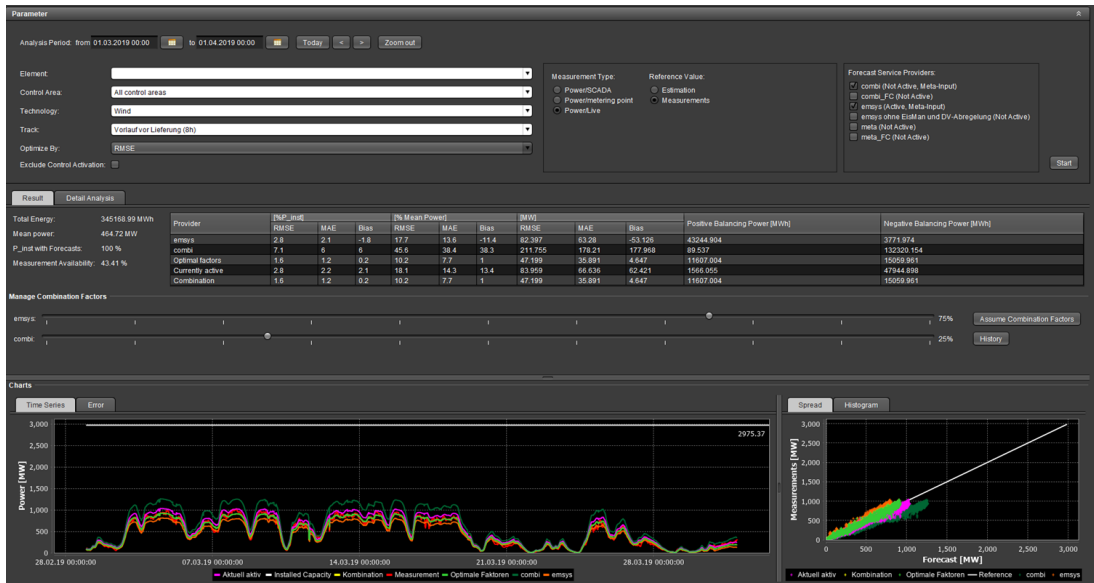 Parameter
Analysis Period: from 01.03.2019 00:00 to 01.04.2019 00:00 Today < > Zoom out
Element:
Control Area: All control areas
Technology: Wind
Track: Vorlauf vor Lieferung (8h)
Optimize By: RMSE
Exclude Control Activation:
Measurement Type: Reference Value:
Power/SCADA Estimation
Power/metering point Measurements
Power/Live
Forecast Service Providers:
combi (Not Active, Meta-Input)
combi_FC (Not Active)
emsys (Active, Meta-Input)
emsys ohne EisMan und DV-Abregelung (Not Active)
meta (Not Active)
meta_FC (Not Active)
Start
Result Detail Analysis
Total Energy: 345168.99 MWh
Mean power: 464.72 MW
P_inst with Forecasts: 100 %
Measurement Availability: 43.41 %
Provider [%P_inst] [% Mean Power] [MW] Positive Balancing Power [MWh] Negative Balancing Power [MWh]
RMSE MAE Bias RMSE MAE Bias RMSE MAE Bias
emsys 2.8 2.1 -1.8 17.7 13.6 -11.4 82.397 63.28 -53.126 43244.904 3771.974
combi 7.1 6 6 45.6 38.4 38.3 211.755 178.21 177.968 89.537 132320.154
Optimal factors 1.6 1.2 0.2 10.2 7.7 1 47.199 35.891 4.647 11607.004 15059.961
Currently active 2.8 2.2 2.1 18.1 14.3 13.4 83.959 66.636 62.421 1566.055 47944.898
Combination 1.6 1.2 0.2 10.2 7.7 1 47.199 35.891 4.647 11607.004 15059.961
Manage Combination Factors
emsys: 75% Assume Combination Factors
combi: 25% History
Charts
Time Series Error
Power [MW]
3,000
2,500
2,000
1,500
1,000
500
0
2975.37
28.02.19 00:00:00 07.03.19 00:00:00 14.03.19 00:00:00 21.03.19 00:00:00 28.03.19 00:00:00
Aktuell aktiv Installed Capacity Kombination Measurement Optimale Faktoren combi emsys
Spread Histogram
Measurements [MW]
3,000
2,500
2,000
1,500
1,000
500
0
0 500 1,000 1,500 2,000 2,500 3,000
Forecast [MW]
Aktuell aktiv Kombination Optimale Faktoren Reference combi emsys